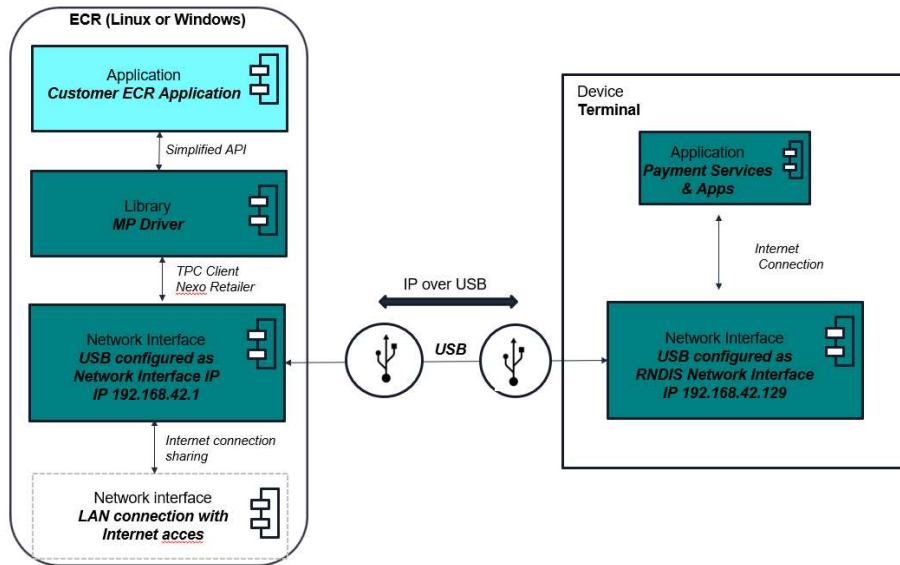 ECR (Linux or Windows)
Application
Customer ECR Application
Simplified API
Library
MP Driver
TPC Client
Nexo Retailer
Network Interface
USB configured as
Network Interface IP
IP 192.168.42.1
Internet connection
sharing
Network interface
LAN connection with
Internet acces
IP over USB
USB
Device
Terminal
Application
Payment Services
& Apps
Internet
Connection
Network Interface
USB configured as
RNDIS Network Interface
IP 192.168.42.129